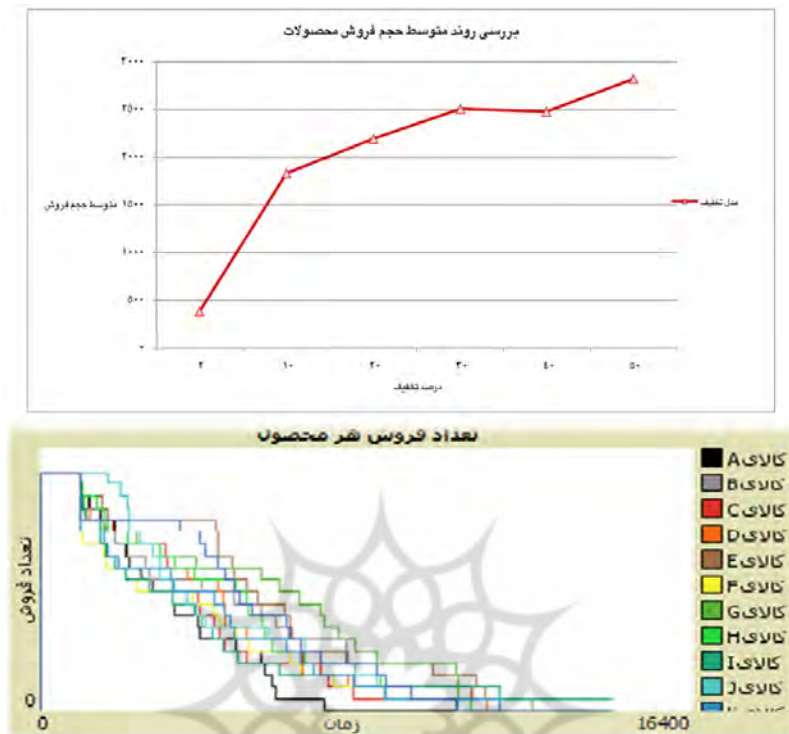 بررسی روند متوسط حجم فروش محصولات
۳۰۰۰
۲۵۰۰
۲۰۰۰
۱۵۰۰
۱۰۰۰
۵۰۰
۰
متوسط حجم فروش
مدل تخفیف
۲ ۱۰ ۲۰ ۳۰ ۴۰ ۵۰
درصد تخفیف
تعداد فروش هر محصول
تعداد فروش
0
0
زمان
16400
کالای A
کالای B
کالای C
کالای D
کالای E
کالای F
کالای G
کالای H
کالای I
کالای J